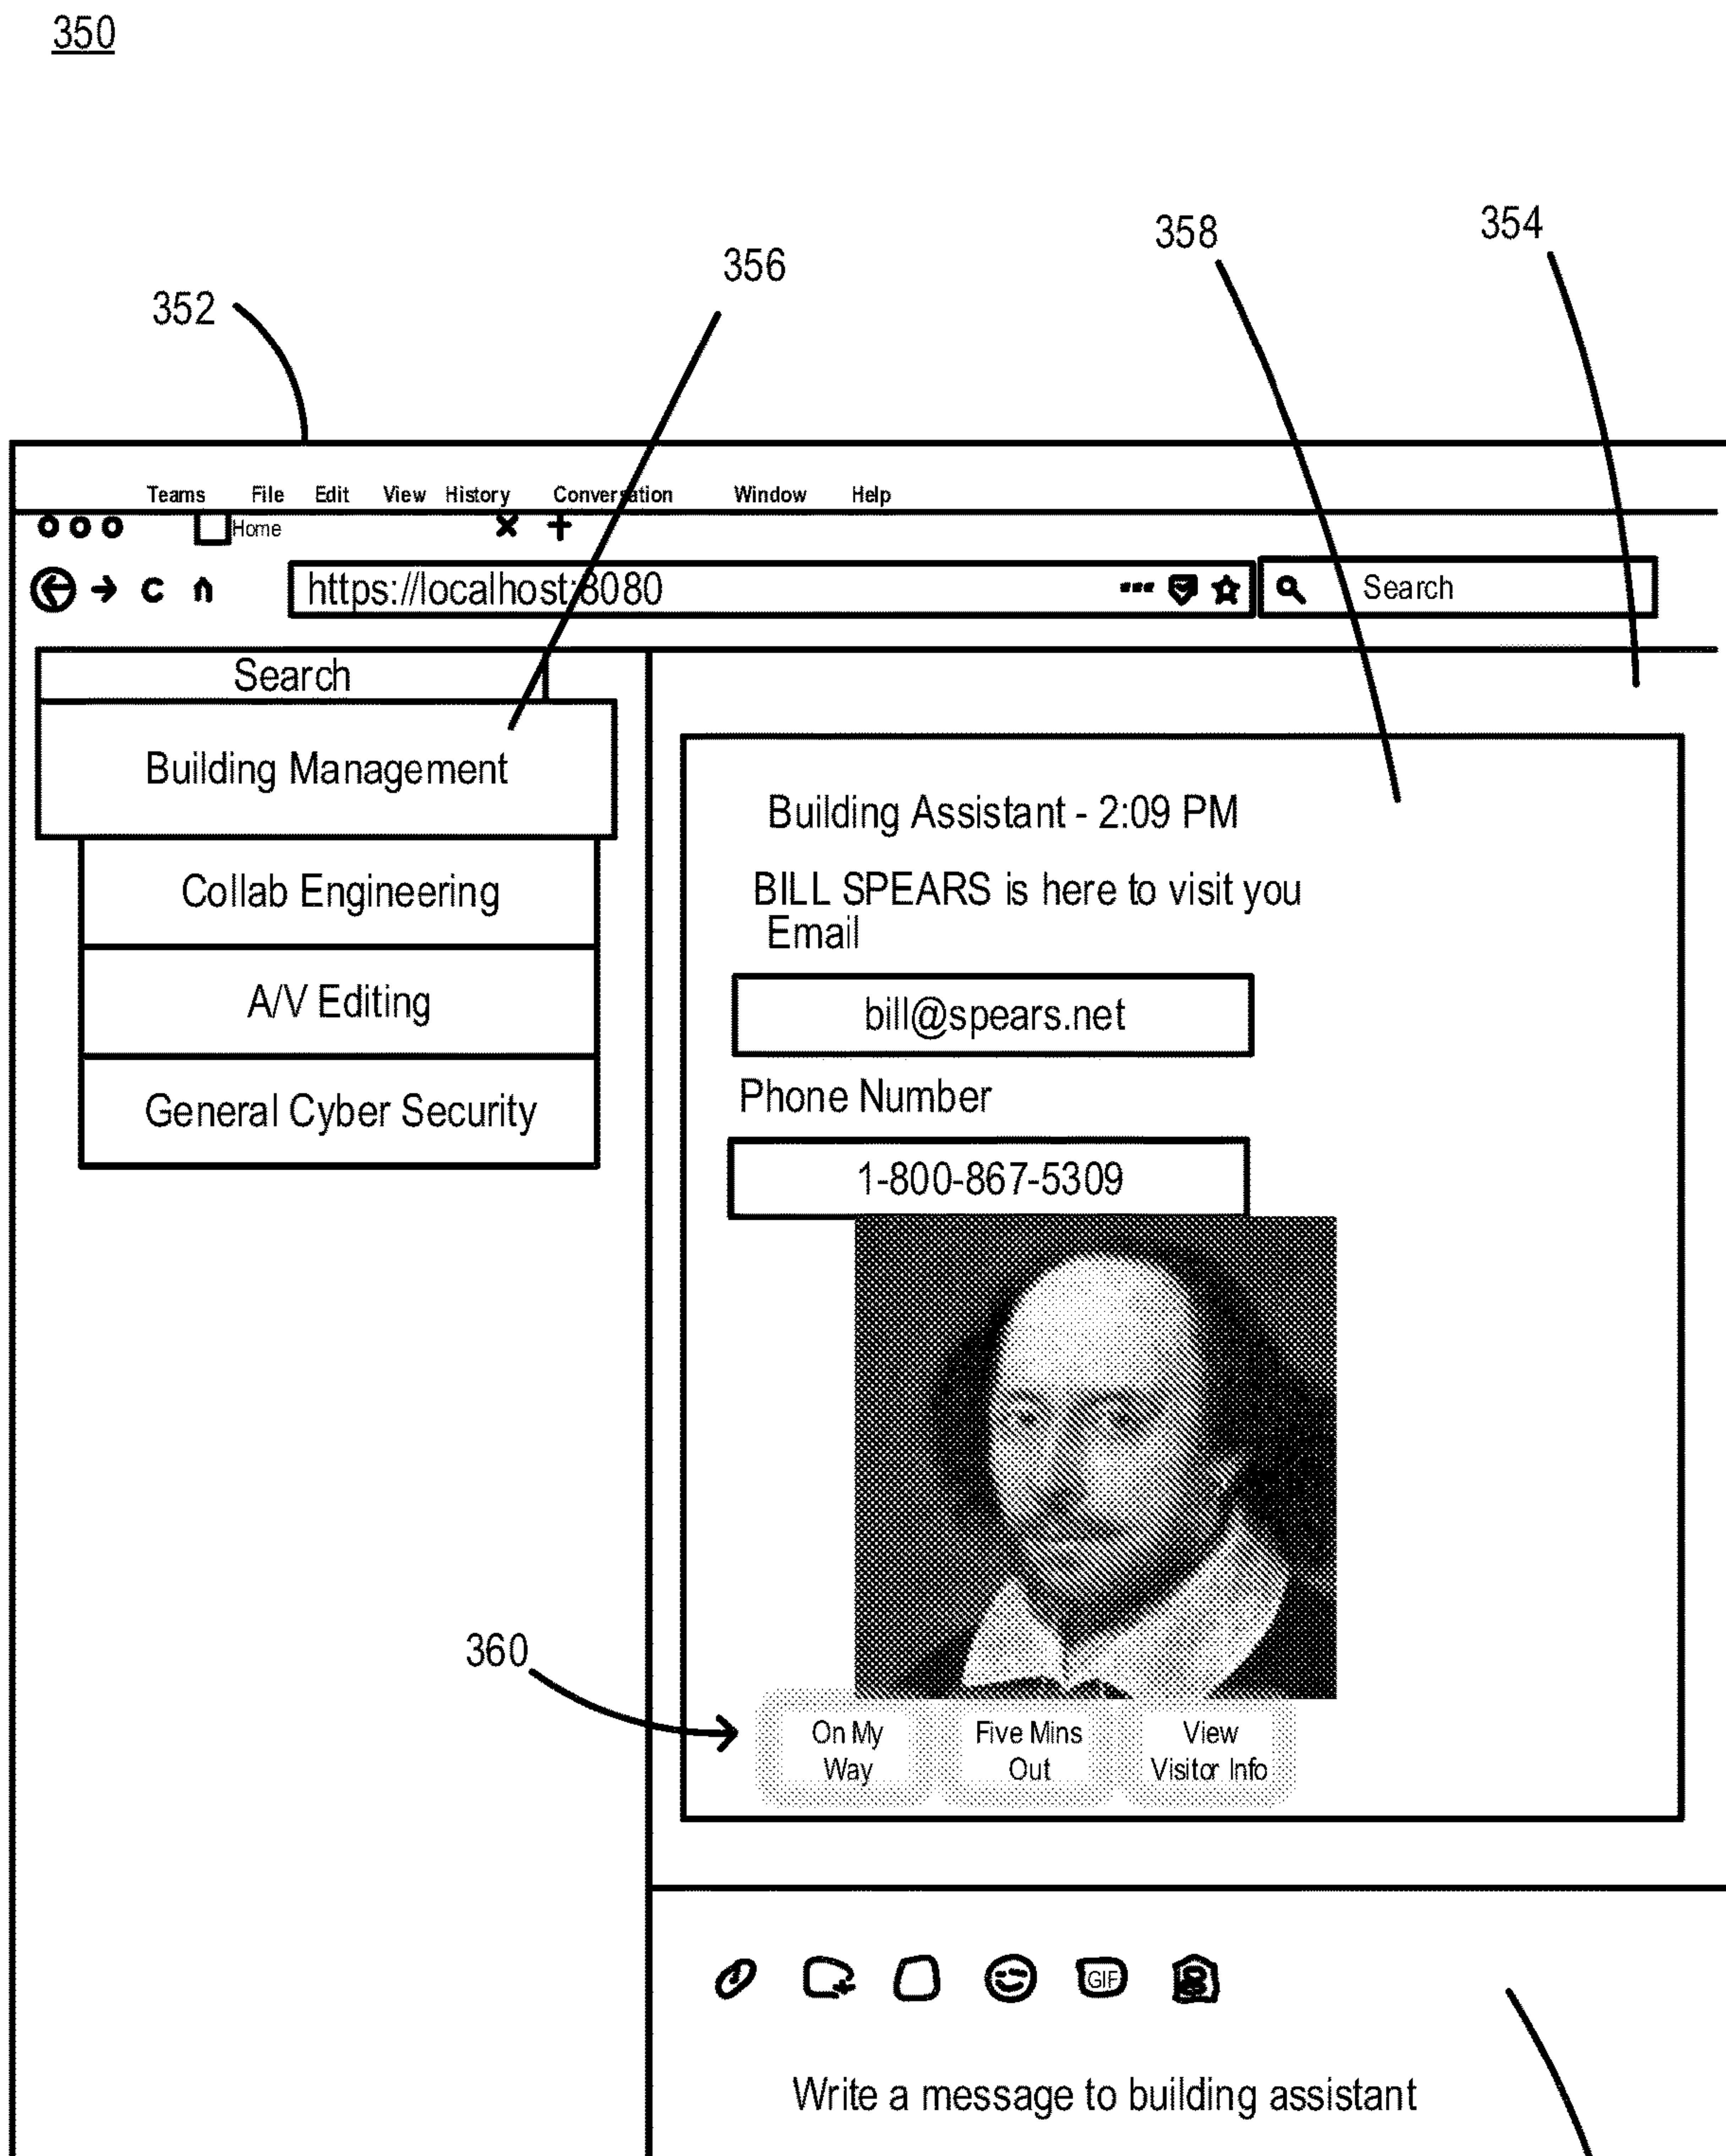 350
358
354
356
352
Teams File Edit View History Conversation Window Help
Home
https://localhost:8080
Search
Search
Building Management
Collab Engineering
A/V Editing
General Cyber Security
Building Assistant - 2:09 PM
BILL SPEARS is here to visit you
Email
bill@spears.net
Phone Number
1-800-867-5309
360
On My
Way
Five Mins
Out
View
Visitor Info
GIF
Write a message to building assistant